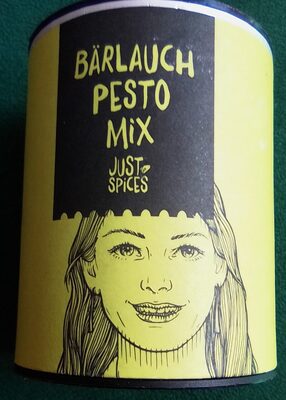 BÄRLAUCH
PESTO
MiX
JUST
SPiCES